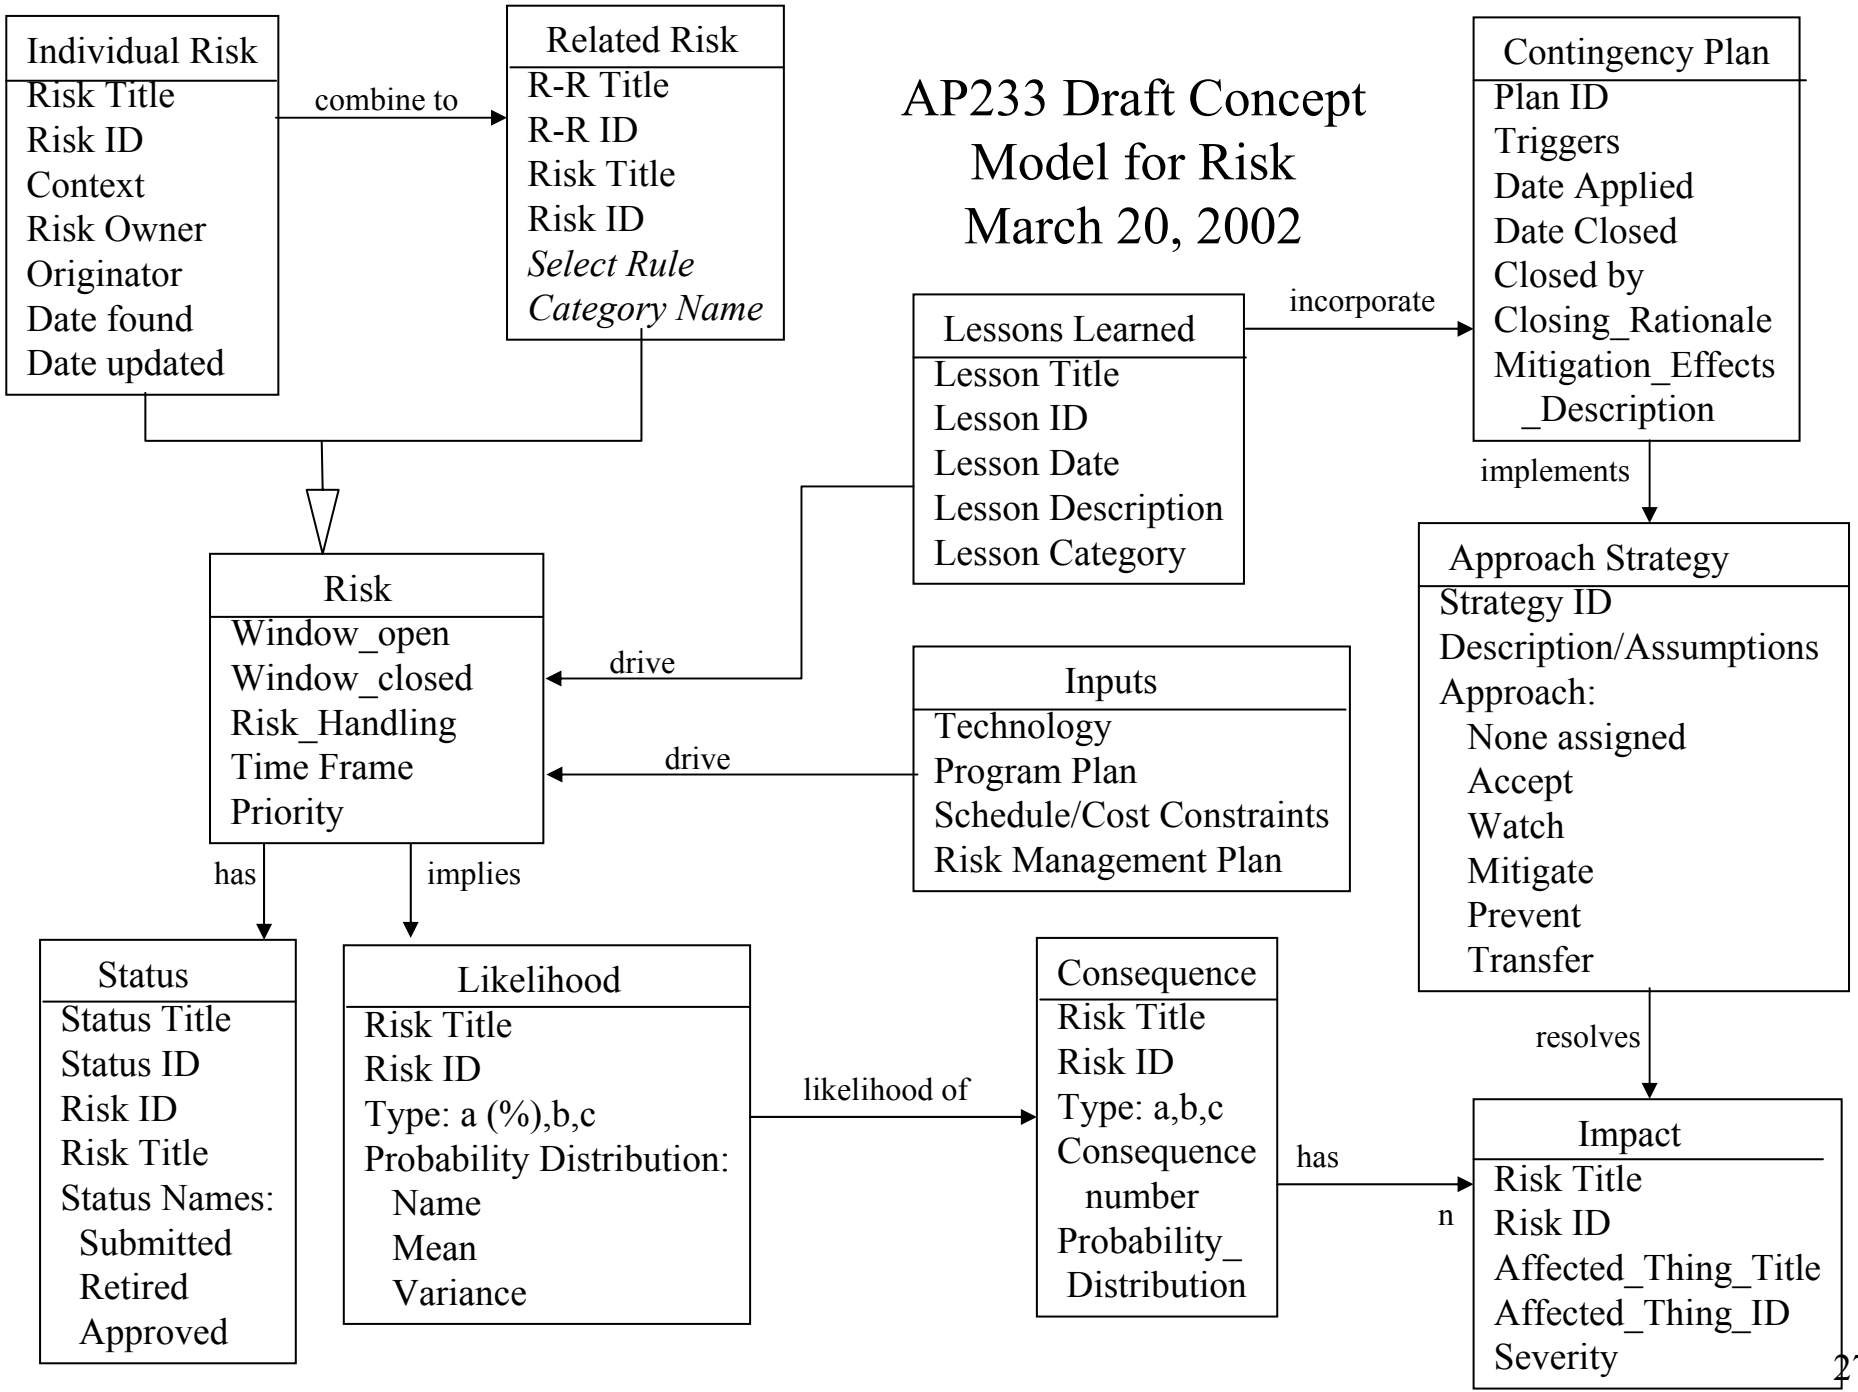 Individual Risk
Risk Title
Risk ID
Context
Risk Owner
Originator
Date found
Date updated
combine to
Related Risk
R-R Title
R-R ID
Risk Title
Risk ID
Select Rule
Category Name
AP233 Draft Concept
Model for Risk
March 20, 2002
Contingency Plan
Plan ID
Triggers
Date Applied
Date Closed
Closed by
Closing_Rationale
Mitigation_Effects
_Description
Lessons Learned
Lesson Title
Lesson ID
Lesson Date
Lesson Description
Lesson Category
incorporate
implements
Risk
Window_open
Window_closed
Risk_Handling
Time Frame
Priority
drive
drive
Inputs
Technology
Program Plan
Schedule/Cost Constraints
Risk Management Plan
Approach Strategy
Strategy ID
Description/Assumptions
Approach:
None assigned
Accept
Watch
Mitigate
Prevent
Transfer
has
implies
resolves
Status
Status Title
Status ID
Risk ID
Risk Title
Status Names:
Submitted
Retired
Approved
Likelihood
Risk Title
Risk ID
Type: a (%),b,c
Probability Distribution:
Name
Mean
Variance
likelihood of
Consequence
Risk Title
Risk ID
Type: a,b,c
Consequence
number
Probability_
Distribution
has
n
Impact
Risk Title
Risk ID
Affected_Thing_Title
Affected_Thing_ID
Severity